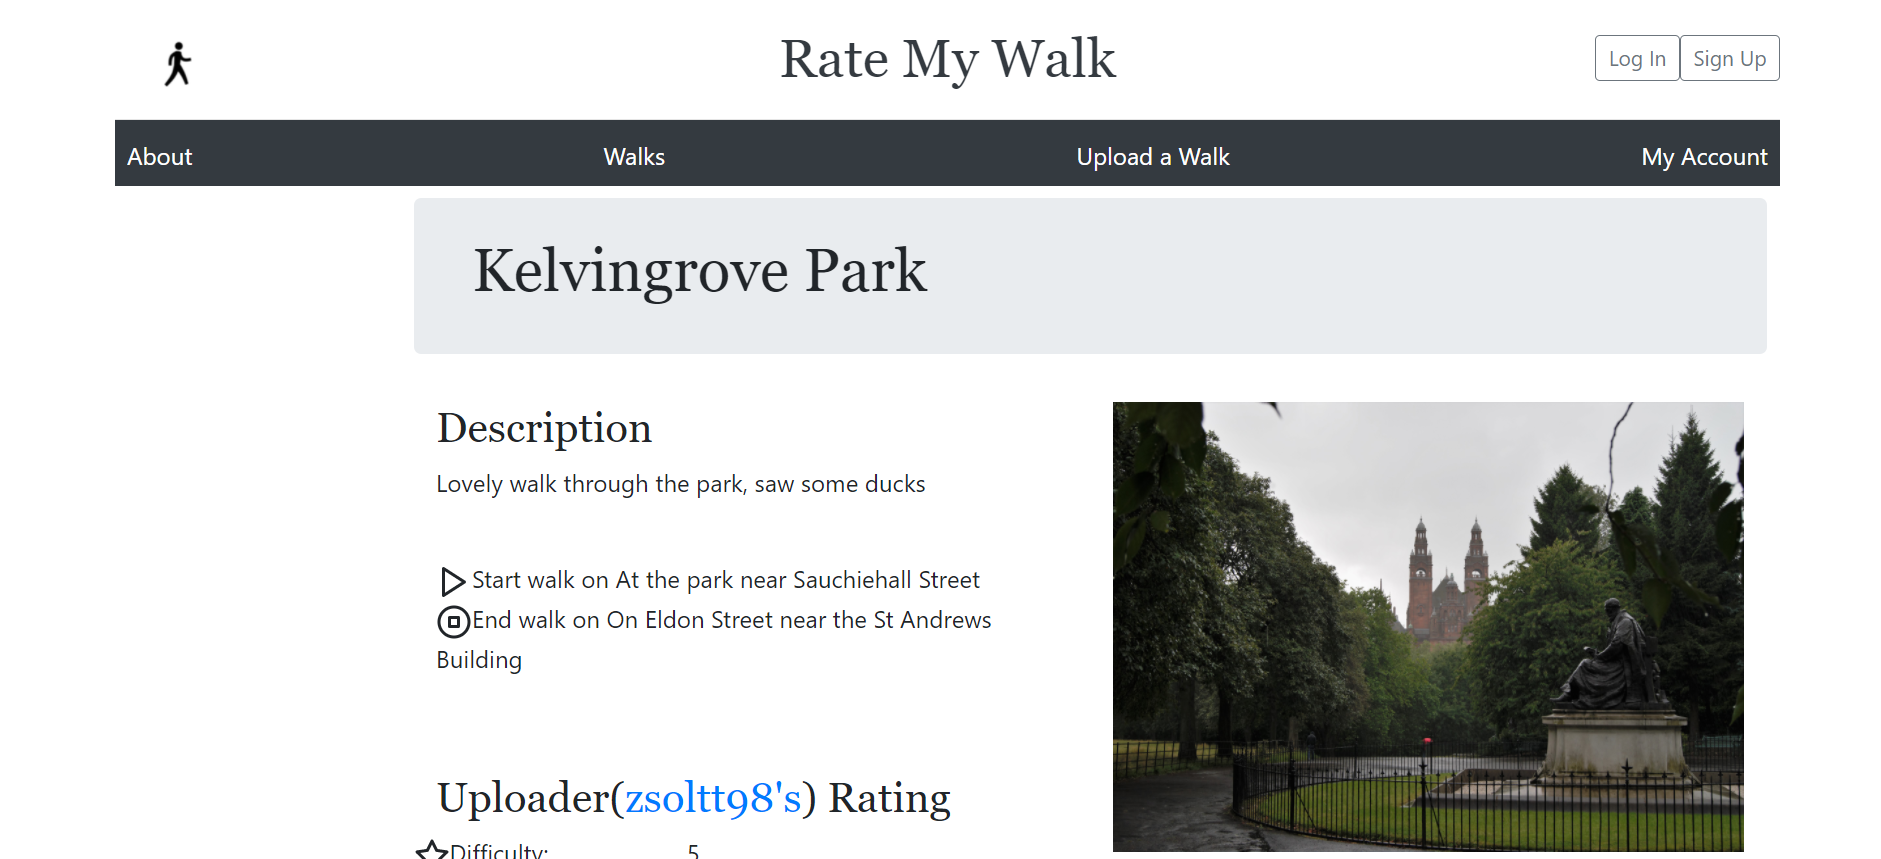 Rate My Walk
Log In
Sign Up
About
Walks
Upload a Walk
My Account
Kelvingrove Park
Description
Lovely walk through the park, saw some ducks
Start walk on At the park near Sauchiehall Street
End walk on On Eldon Street near the St Andrews
Building
Uploader(zsoltt98's) Rating
Difficulty: 5